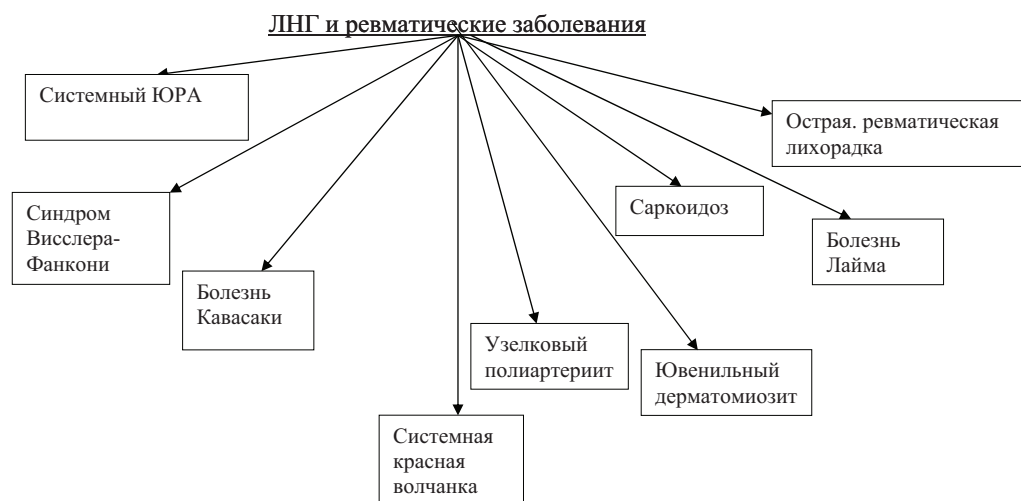 ЛНГ и ревматические заболевания
Системный ЮРА
Острая. ревматическая
лихорадка
Саркоидоз
Синдром
Висслера-
Фанкони
Болезнь
Лайма
Болезнь
Кавасаки
Узелковый
полиартериит
Ювенильный
дерматомиозит
Системная
красная
волчанка